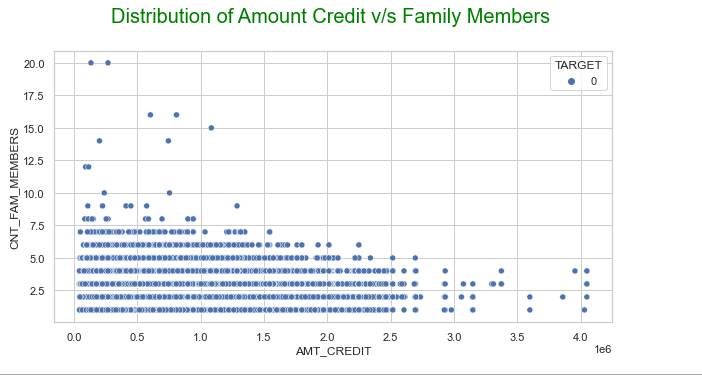 Distribution of Amount Credit v/s Family Members
TARGET
0
20.0
17.5
15.0
12.5
10.0
7.5
5.0
2.5
CNT_FAM_MEMBERS
0.0 0.5 1.0 1.5 2.0 2.5 3.0 3.5 4.0
1e6
AMT_CREDIT